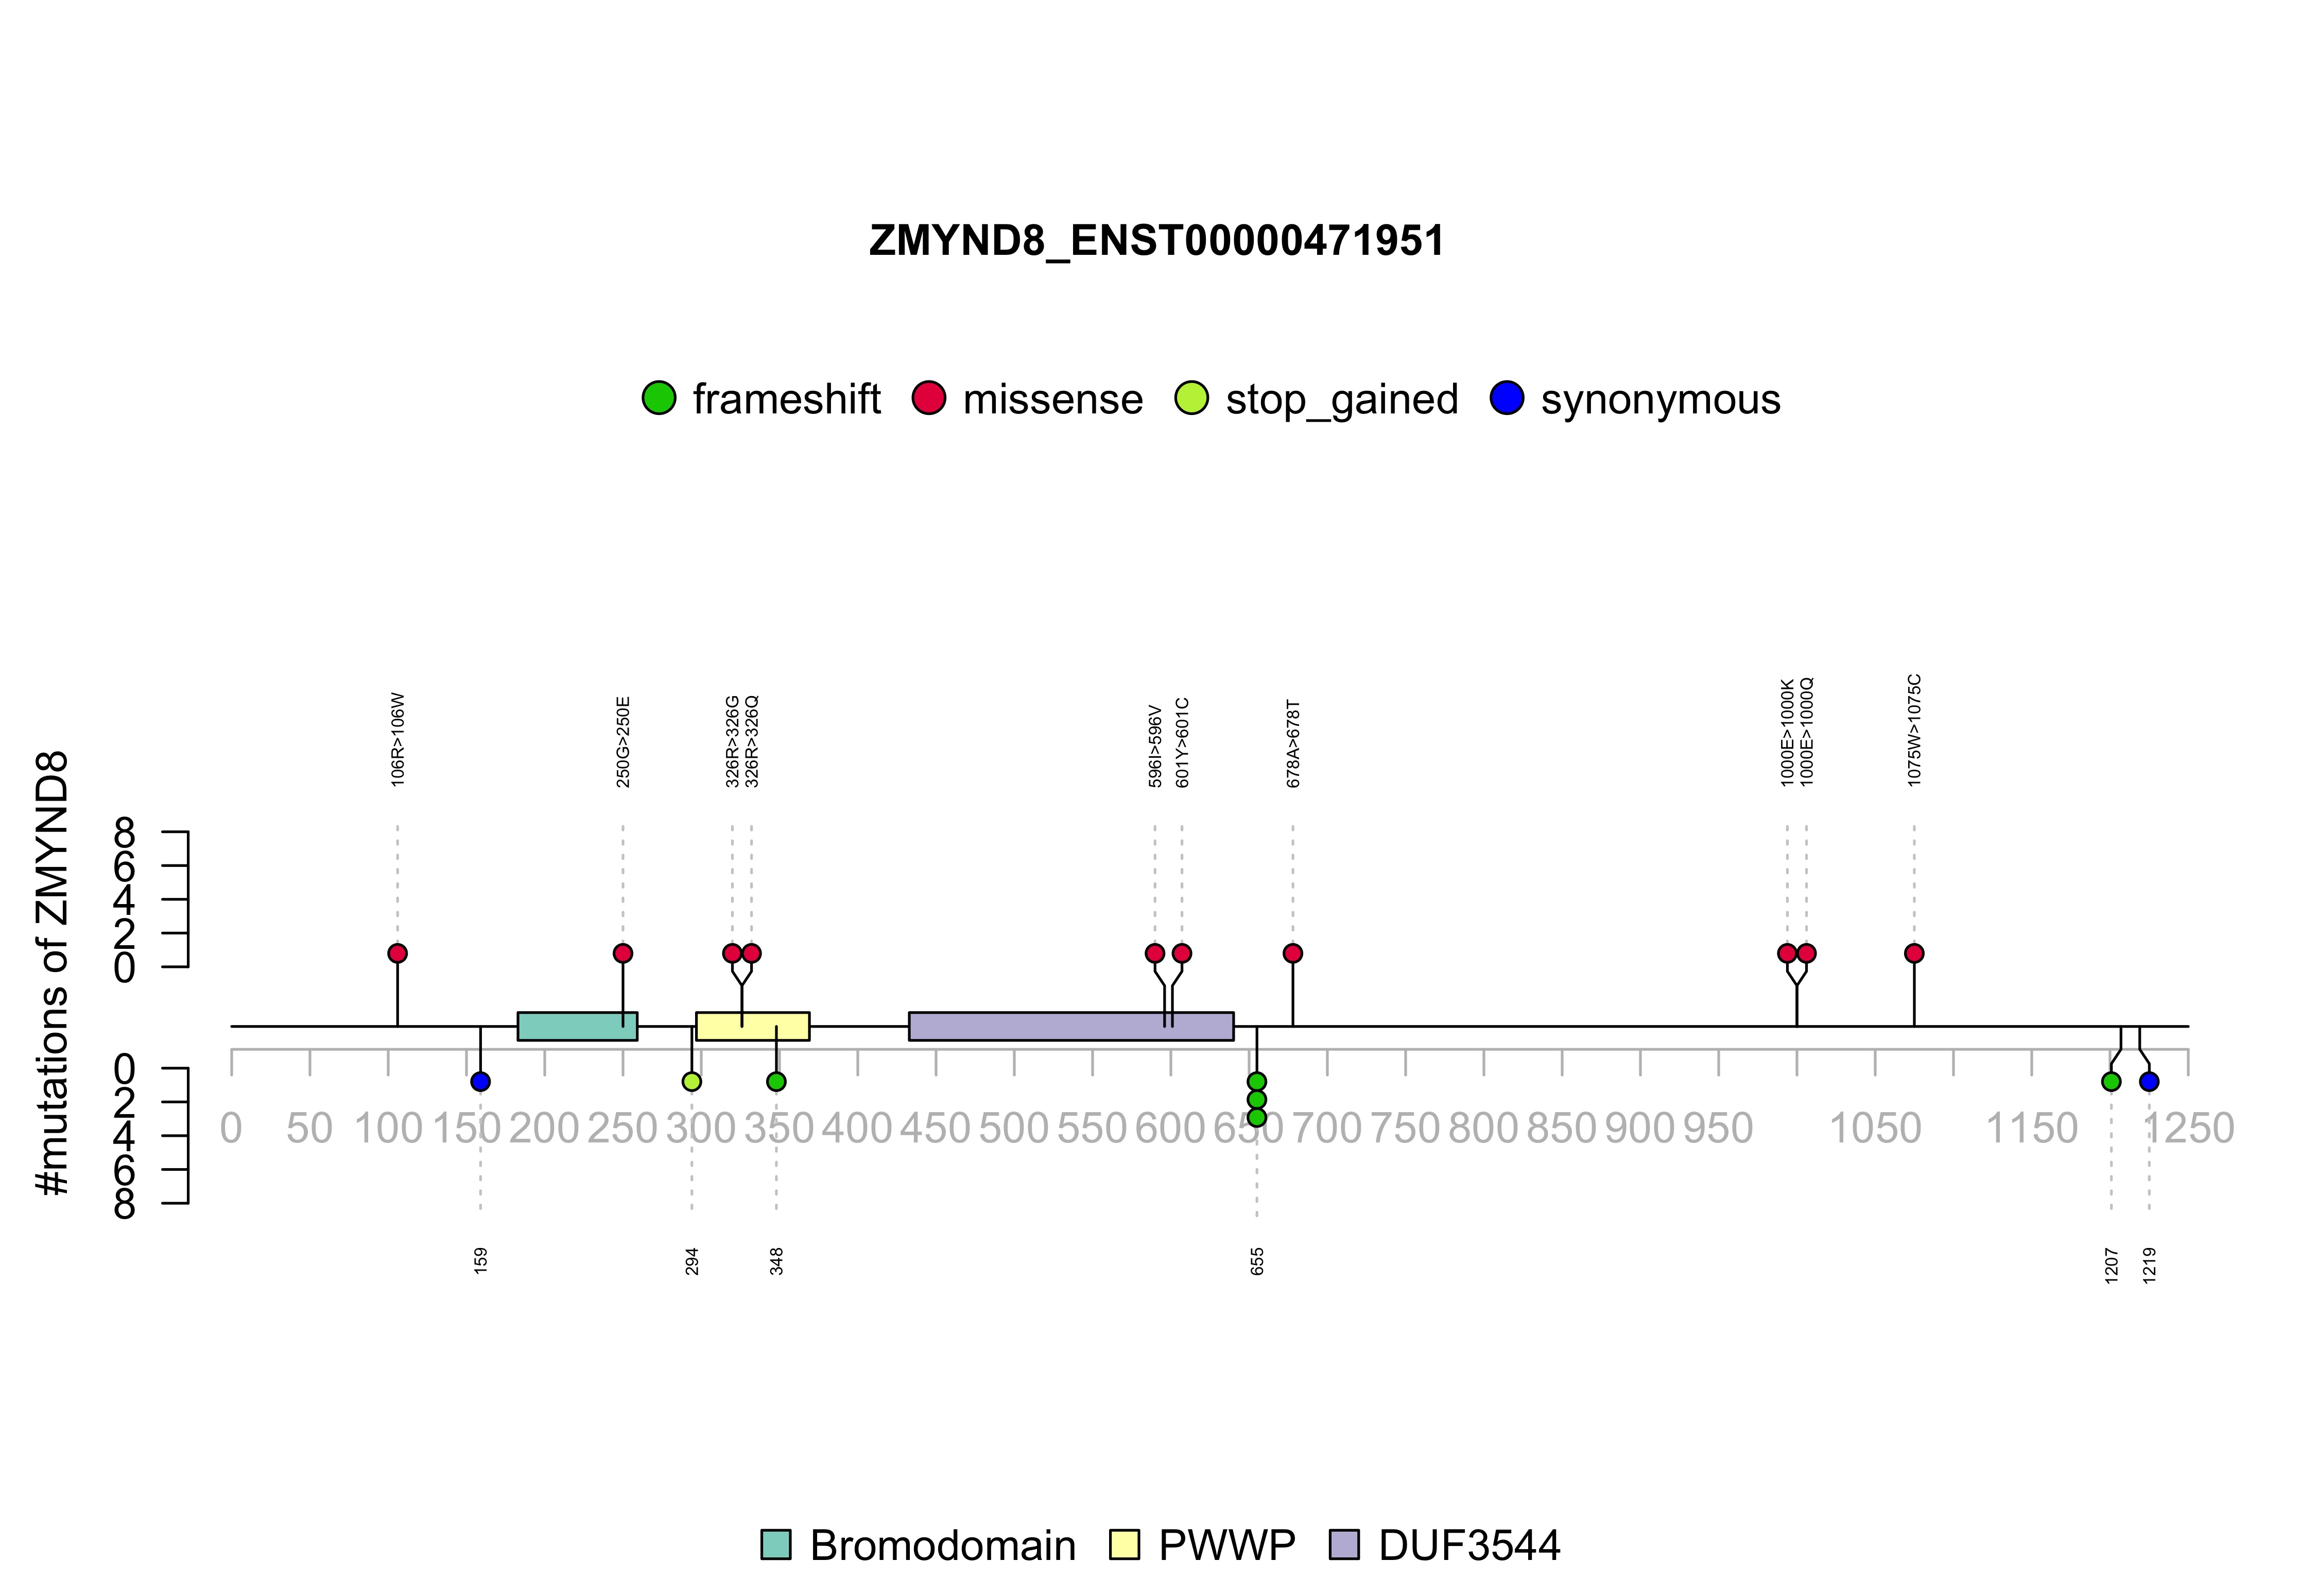 ZMYND8_ENST00000471951
frameshift missense stop_gained synonymous
106R>106W
250G>250E
326R>326G
326R>326Q
596I>596V
601Y>601C
678A>678T
1000E>1000K
1000E>1000Q
1075W>1075C
#mutations of ZMYND8
8
6
4
2
0
0
2
4
6
8
0 50 100 150 200 250 300 350 400 450 500 550 600 650 700 750 800 850 900 950 1050 1150 1250
159
294
348
655
1207
1219
Bromodomain PWWP DUF3544